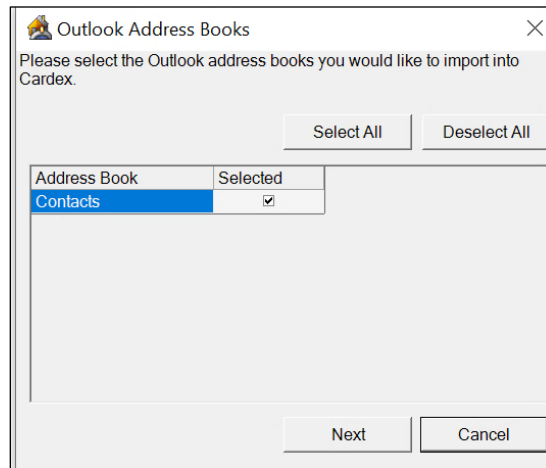 Outlook Address Books
Please select the Outlook address books you would like to import into
Cardex.
Select All Deselect All
Address Book Selected
Contacts
Next Cancel